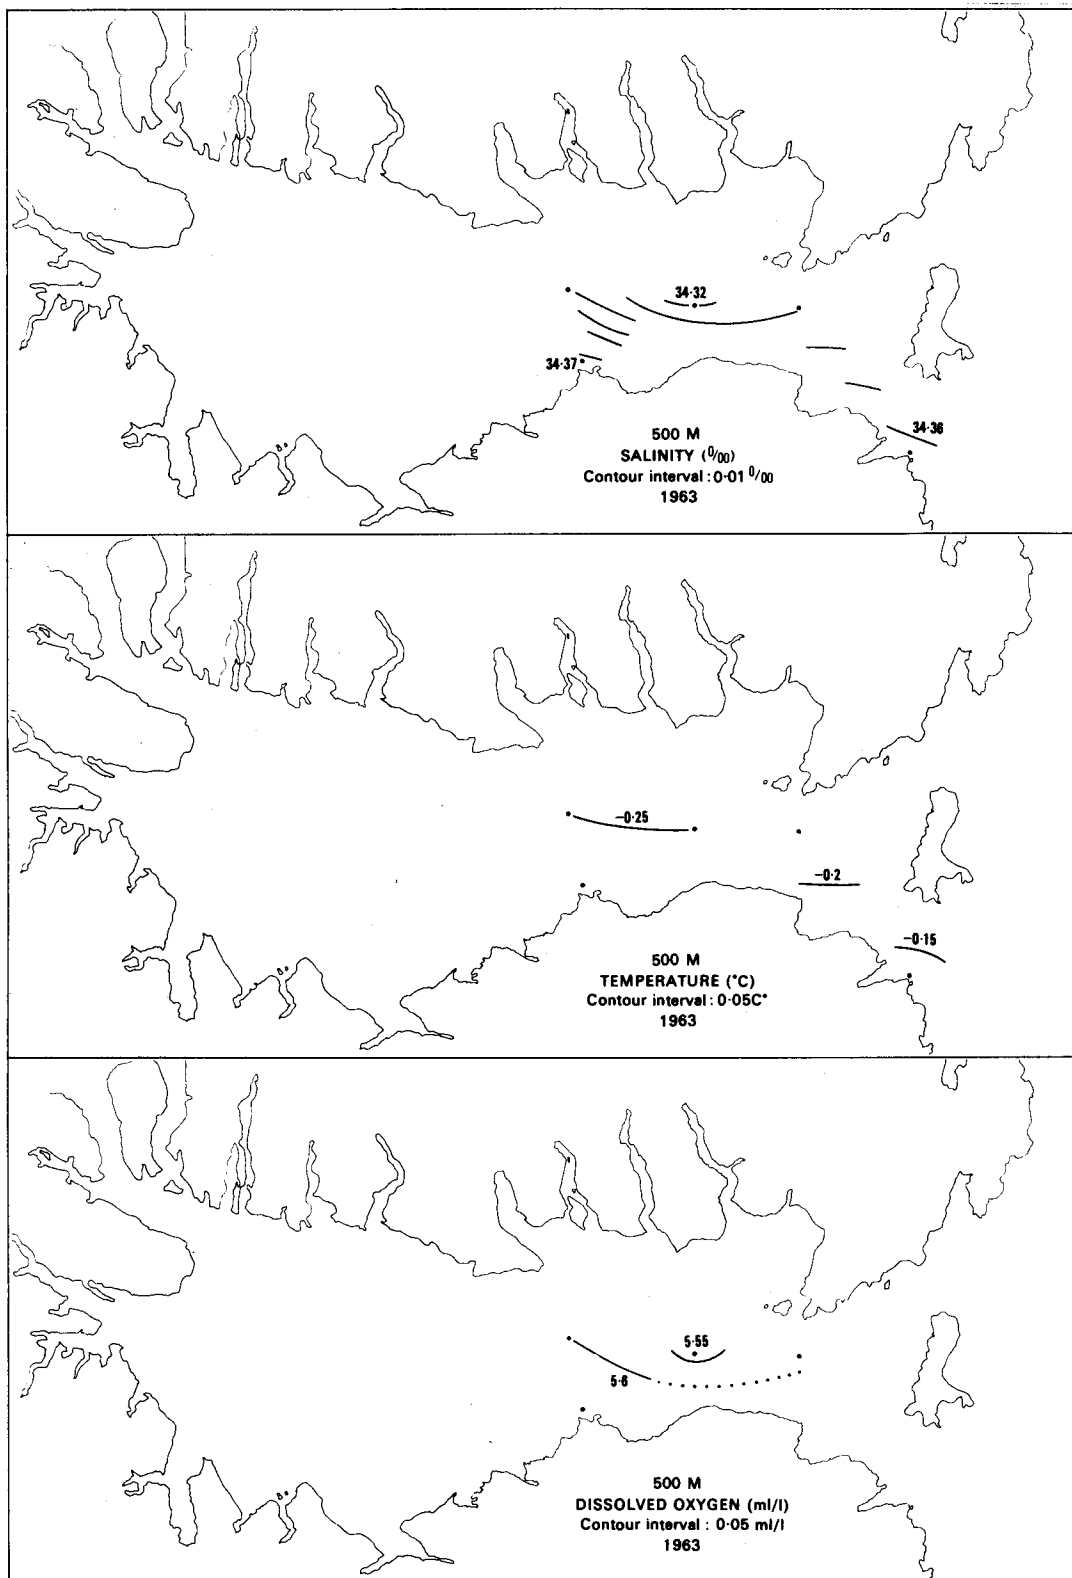 34·32
34·37
34·36
500 M
SALINITY (0/00)
Contour interval : 0·01 0/00
1963
−0·25
−0·2
−0·15
500 M
TEMPERATURE (°C)
Contour interval : 0·05C°
1963
5·55
5·6
500 M
DISSOLVED OXYGEN (ml/l)
Contour interval : 0·05 ml/l
1963